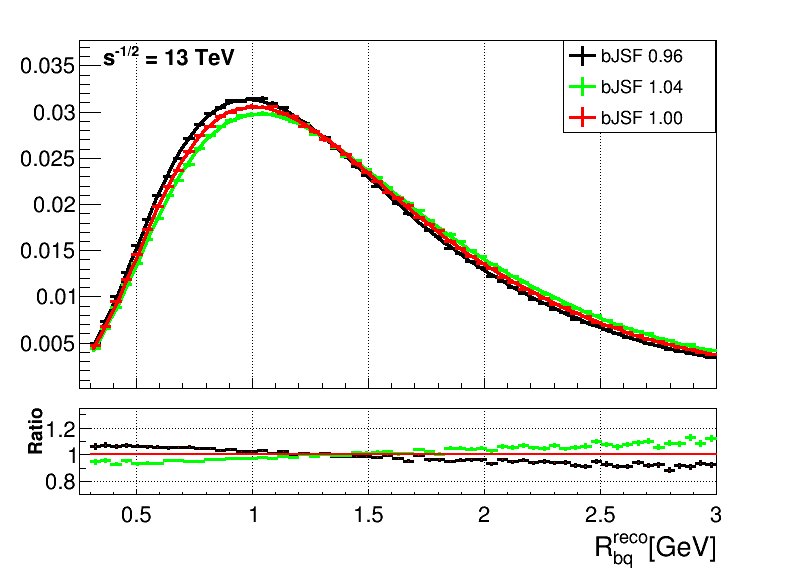 s^-1/2 = 13 TeV
bJSF 0.96
bJSF 1.04
bJSF 1.00
0.035
0.03
0.025
0.02
0.015
0.01
0.005
Ratio
1.2
1
0.8
0.5 1 1.5 2 2.5 3
R_bq^reco[GeV]